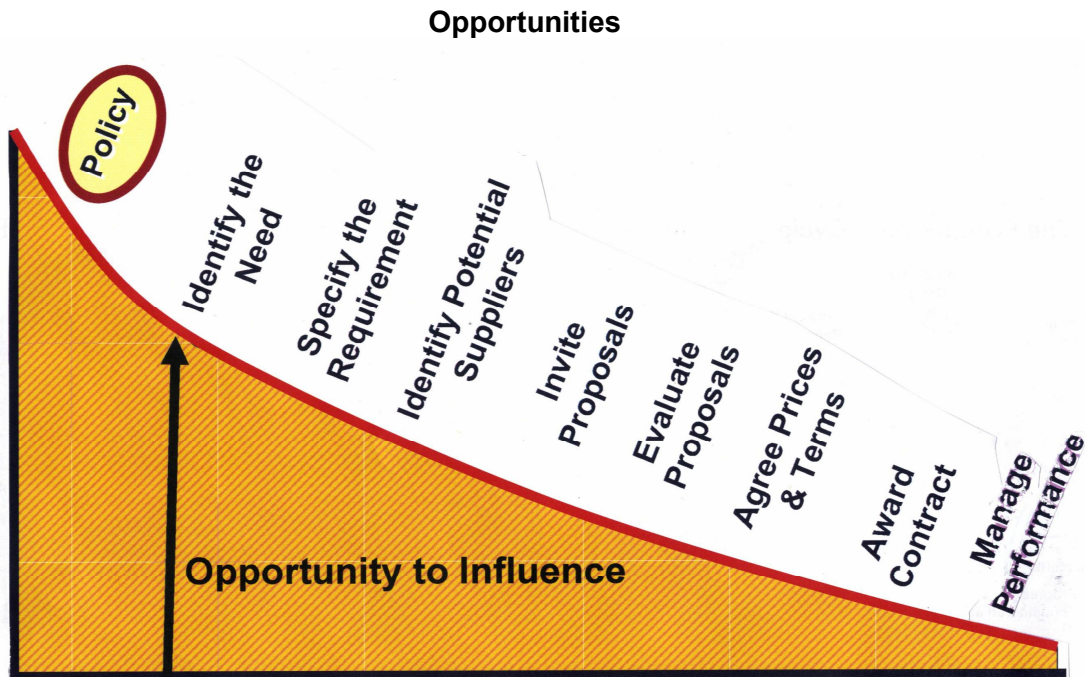 Opportunities
Policy
Identify the
Need
Specify the
Requirement
Identify Potential
Suppliers
Invite
Proposals
Evaluate
Proposals
Agree Prices
& Terms
Award
Contract
Manage
Performance
Opportunity to Influence